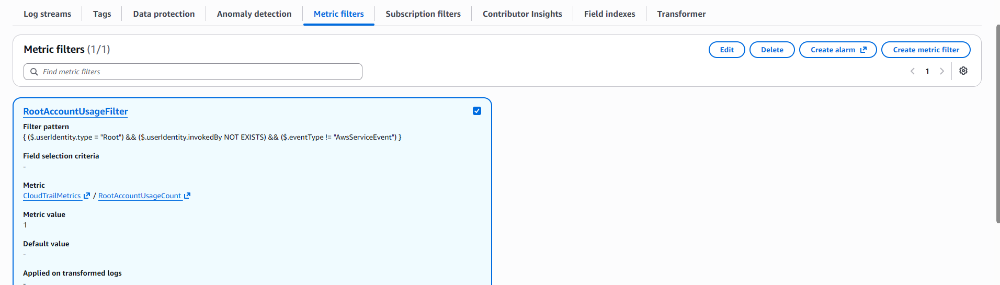 Log streams
Tags
Data protection
Anomaly detection
Metric filters
Subscription filters
Contributor Insights
Field indexes
Transformer
Metric filters (1/1)
Edit
Delete
Create alarm
Create metric filter
Find metric filters
1
RootAccountUsageFilter
Filter pattern
{ ($.userIdentity.type = "Root") && ($.userIdentity.invokedBy NOT EXISTS) && ($.eventType != "AwsServiceEvent") }
Field selection criteria
-
Metric
CloudTrailMetrics / RootAccountUsageCount
Metric value
1
Default value
-
Applied on transformed logs
-